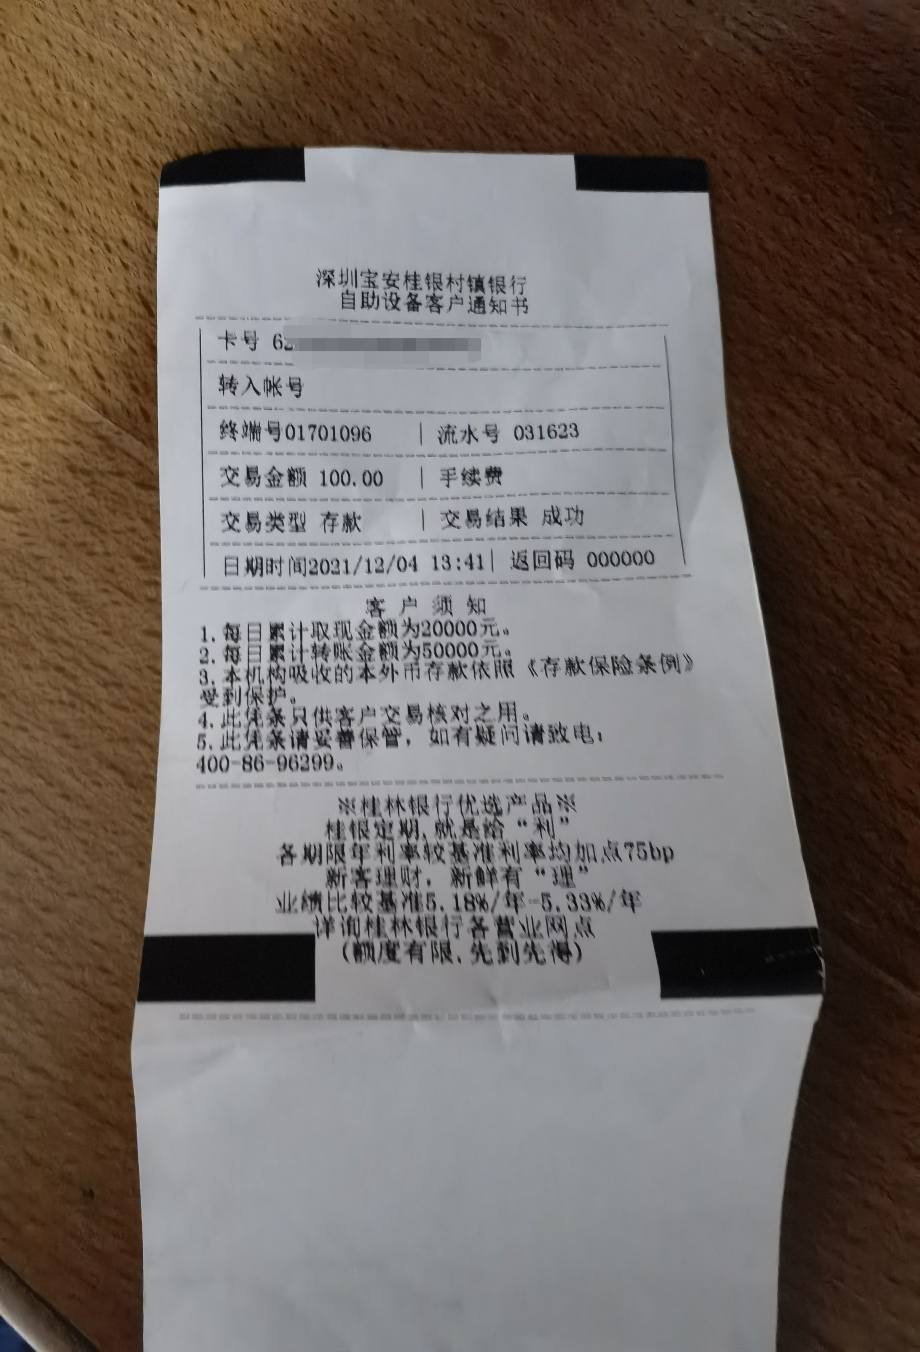 深圳宝安桂银村镇银行
自助设备客户通知书
卡号 62
转入帐号
终端号01701096 | 流水号 031623
交易金额 100.00 | 手续费
交易类型 存款 | 交易结果 成功
日期时间2021/12/04 13:41| 返回码 000000
客 户 须 知
1.每日累计取现金额为20000元。
2.每日累计转账金额为50000元。
3.本机构吸收的本外币存款依照《存款保险条例》
受到保护。
4.此凭条只供客户交易核对之用。
5.此凭条请妥善保管，如有疑问请致电：
400-86-96299。
※桂林银行优选产品※
桂银定期,就是给“利”
各期限年利率较基准利率均加点75bp
新客理财，新鲜有“理”
业绩比较基准5.18%/年-5.33%/年
详询桂林银行各营业网点
(额度有限,先到先得)